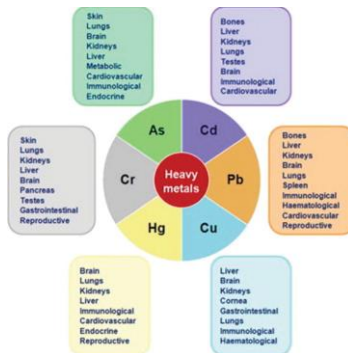 Skin
Lungs
Brain
Kidneys
Liver
Metabolic
Cardiovascular
Immunological
Endocrine
Bones
Liver
Kidneys
Lungs
Testes
Brain
Immunological
Cardiovascular
As
Cd
Skin
Lungs
Kidneys
Liver
Brain
Pancreas
Testes
Gastrointestinal
Reproductive
Cr
Heavy
metals
Pb
Bones
Liver
Kidneys
Brain
Lungs
Spleen
Immunological
Haematological
Cardiovascular
Reproductive
Hg
Cu
Brain
Lungs
Kidneys
Liver
Immunological
Cardiovascular
Endocrine
Reproductive
Liver
Brain
Kidneys
Cornea
Gastrointestinal
Lungs
Immunological
Haematological